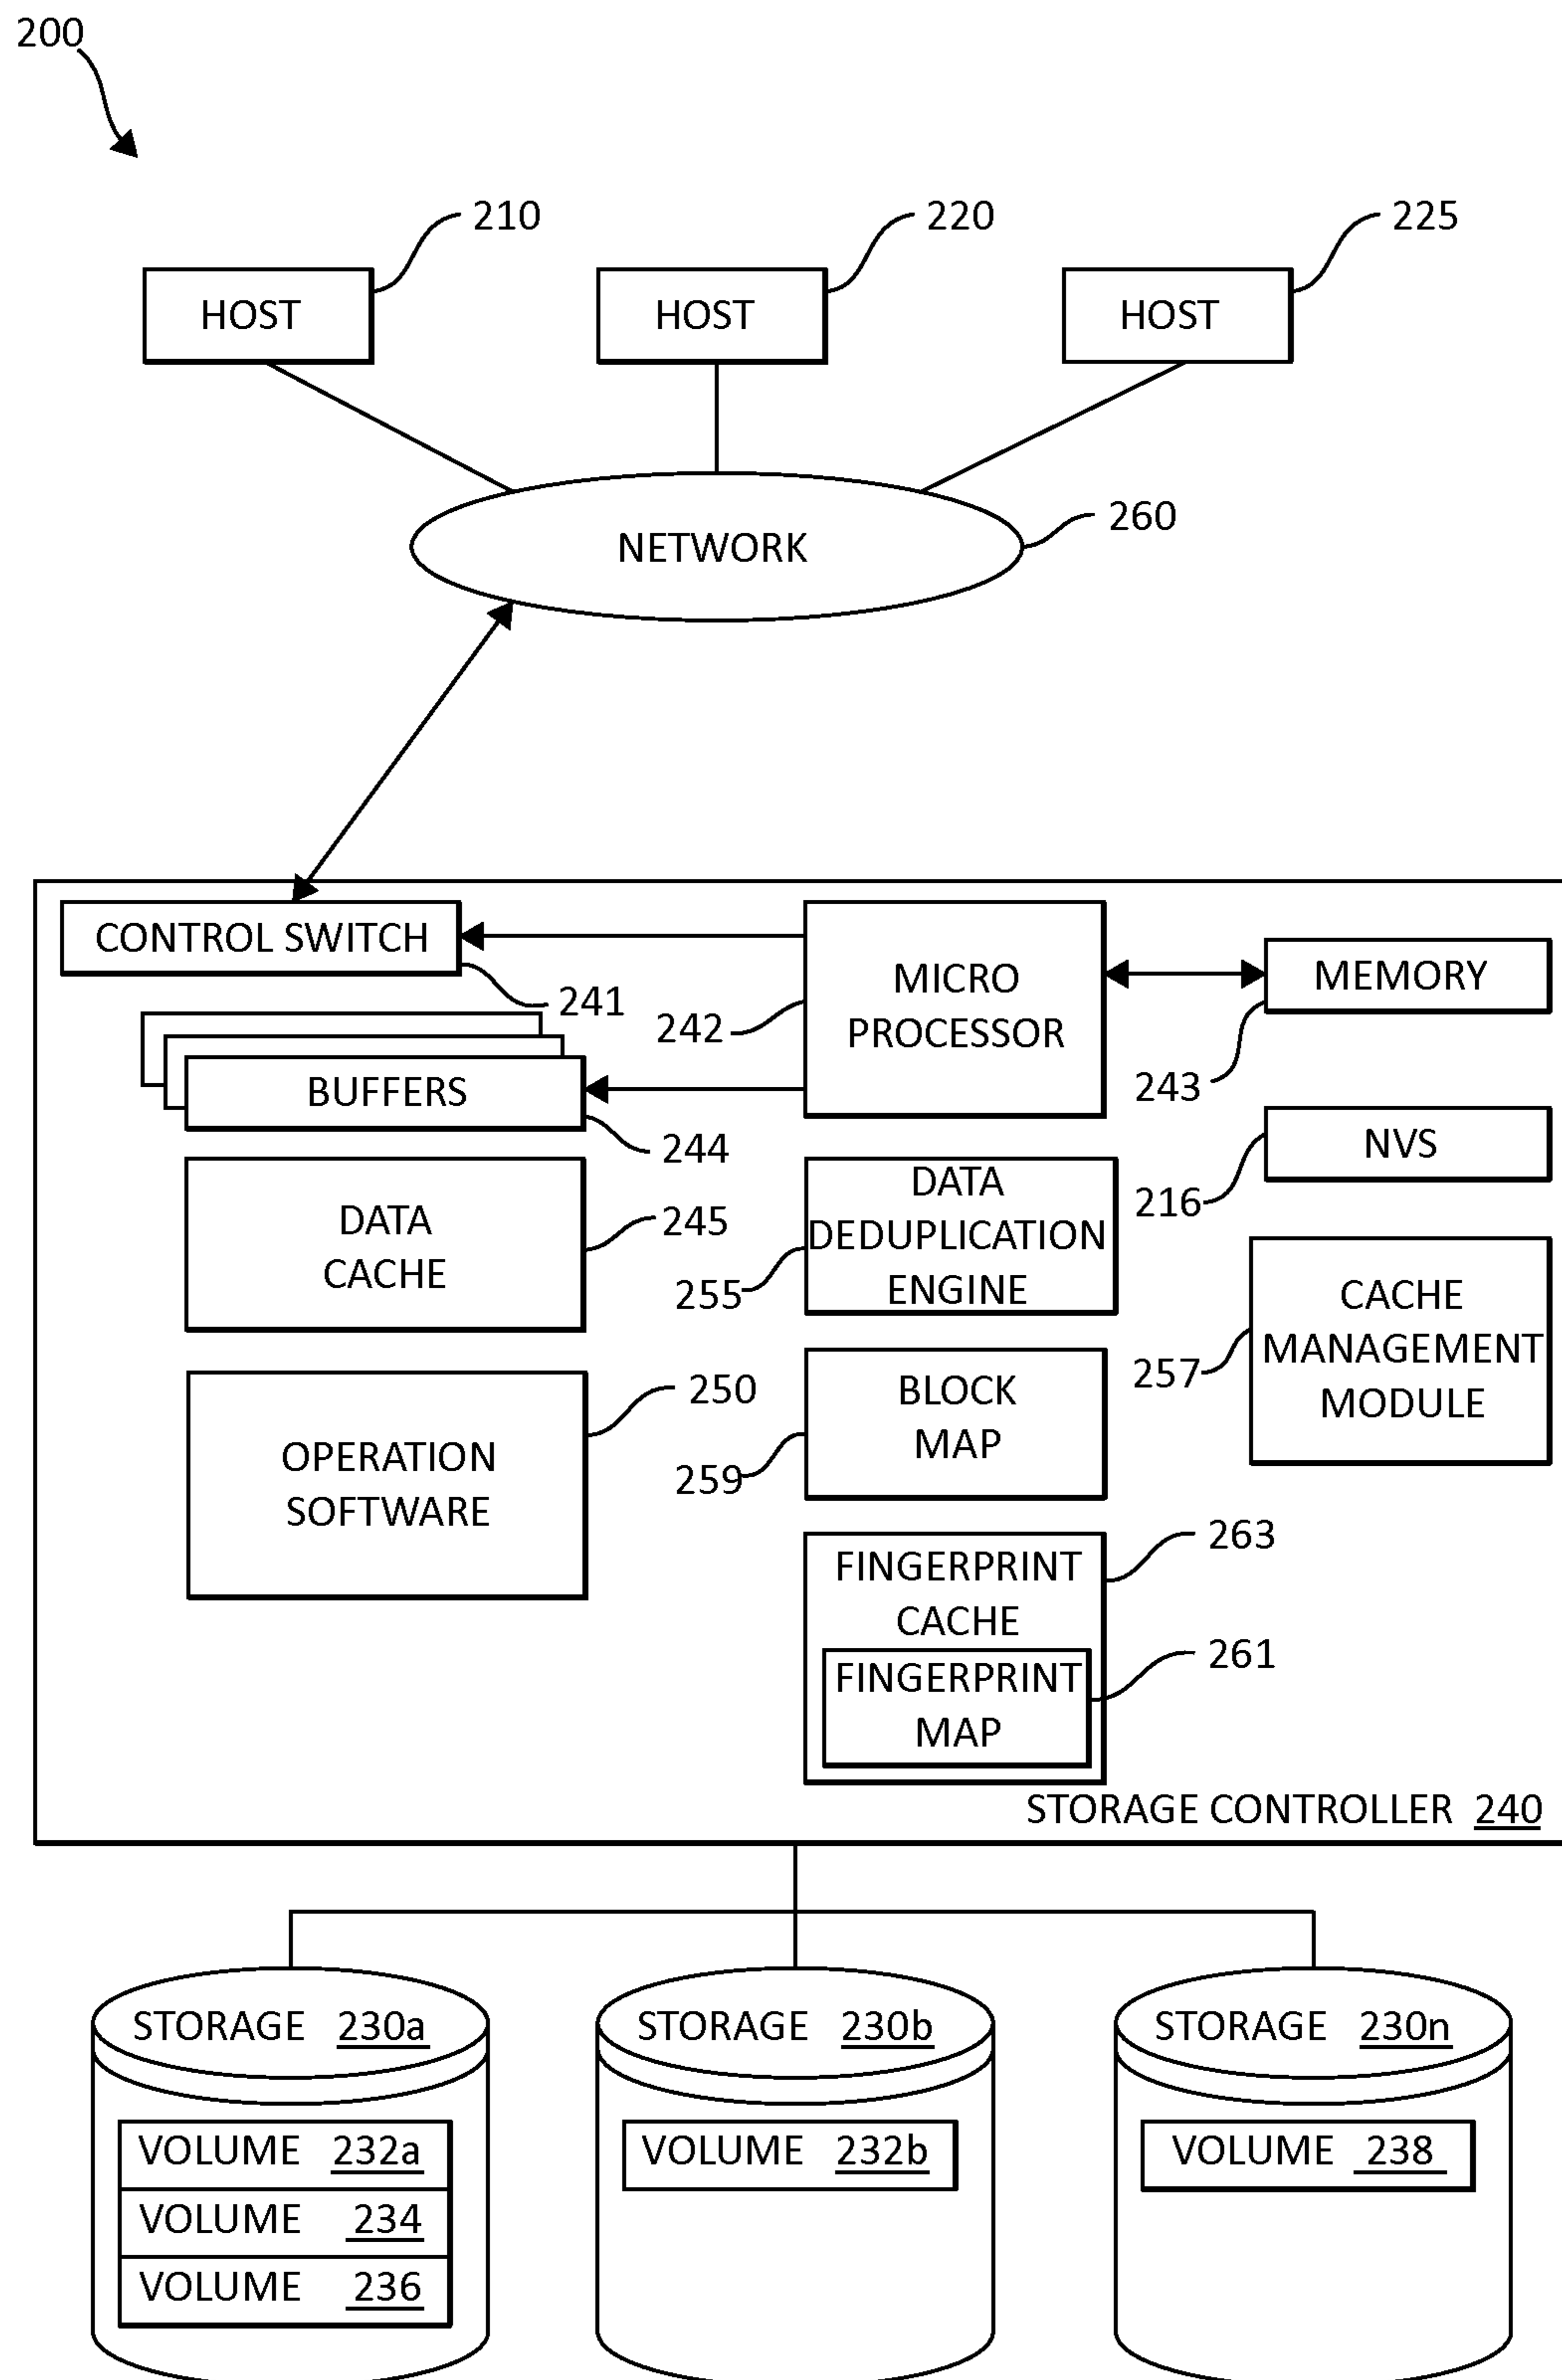 200
210
220
225
HOST
HOST
HOST
260
NETWORK
CONTROL SWITCH
241
MICRO
PROCESSOR
242
MEMORY
243
BUFFERS
244
NVS
216
DATA
CACHE
245
DATA
DEDUPLICATION
ENGINE
255
CACHE
MANAGEMENT
MODULE
257
OPERATION
SOFTWARE
250
BLOCK
MAP
259
FINGERPRINT
CACHE
263
FINGERPRINT
MAP
261
STORAGE CONTROLLER 240
STORAGE 230a
VOLUME 232a
VOLUME 234
VOLUME 236
STORAGE 230b
VOLUME 232b
STORAGE 230n
VOLUME 238